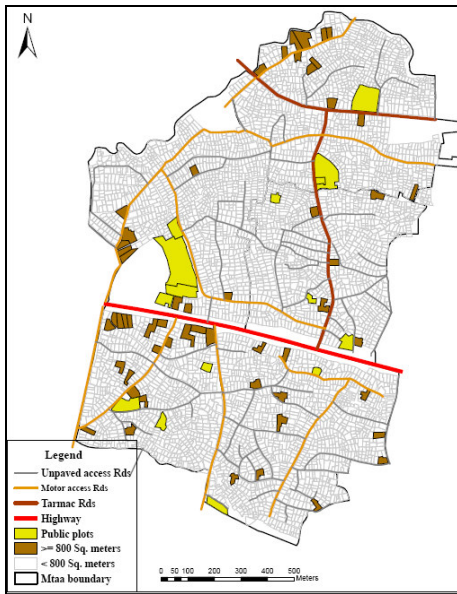 N
Legend
Unpaved access Rds
Motor access Rds
Tarmac Rds
Highway
Public plots
>= 800 Sq. meters
< 800 Sq. meters
Mtaa boundary
0 50 100 200 300 400 500
Meters